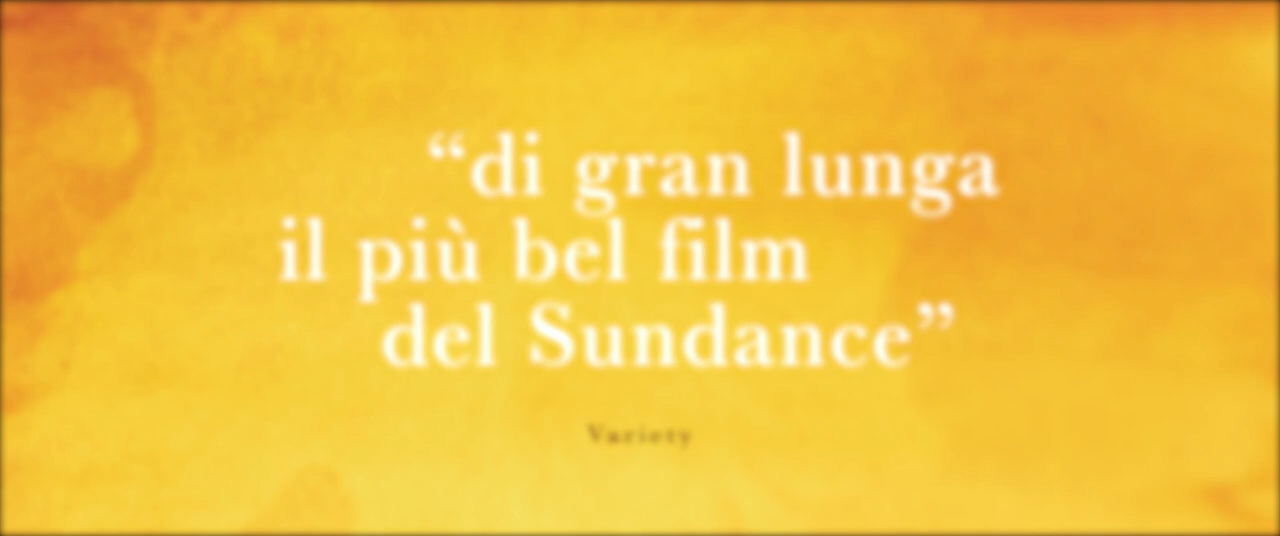 “di gran lunga
il più bel film
del Sundance”
Variety